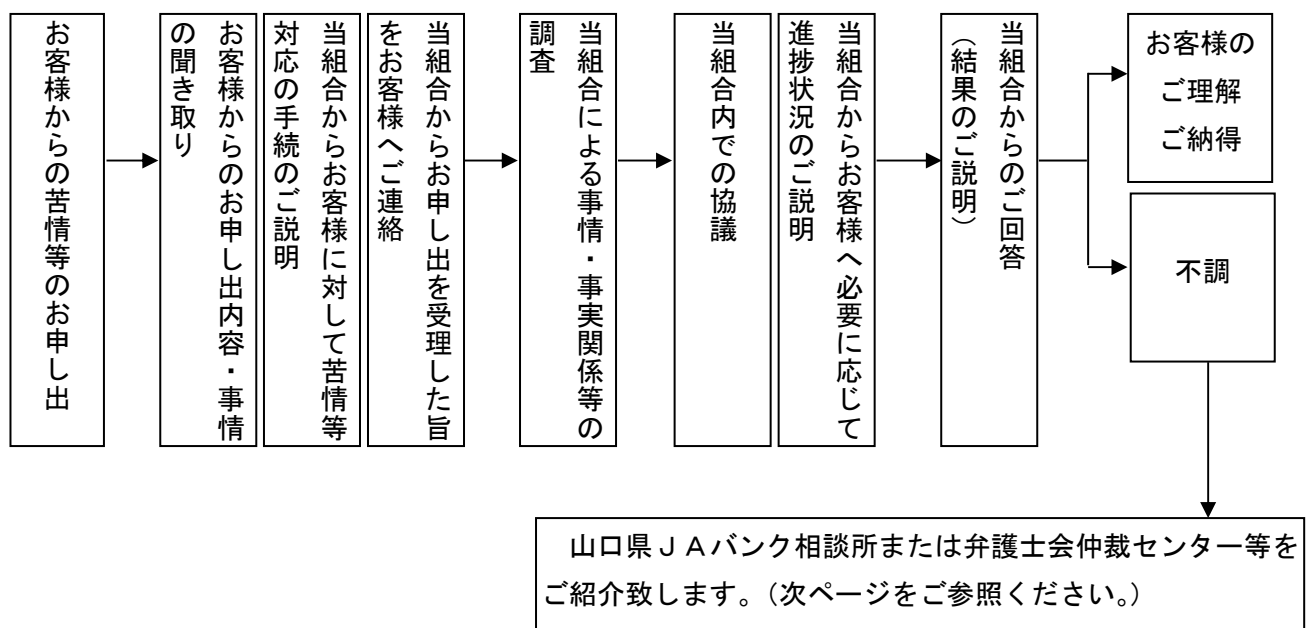 お客様からの苦情等のお申し出
お客様からのお申し出内容・事情
の聞き取り
当組合からお客様に対して苦情等
対応の手続のご説明
当組合からお申し出を受理した旨
をお客様へご連絡
当組合による事情・事実関係等の
調査
当組合内での協議
当組合からお客様へ必要に応じて
進捗状況のご説明
当組合からのご回答
（結果のご説明）
お客様の
ご理解
ご納得
不調
山口県ＪＡバンク相談所または弁護士会仲裁センター等を
ご紹介致します。（次ページをご参照ください。）